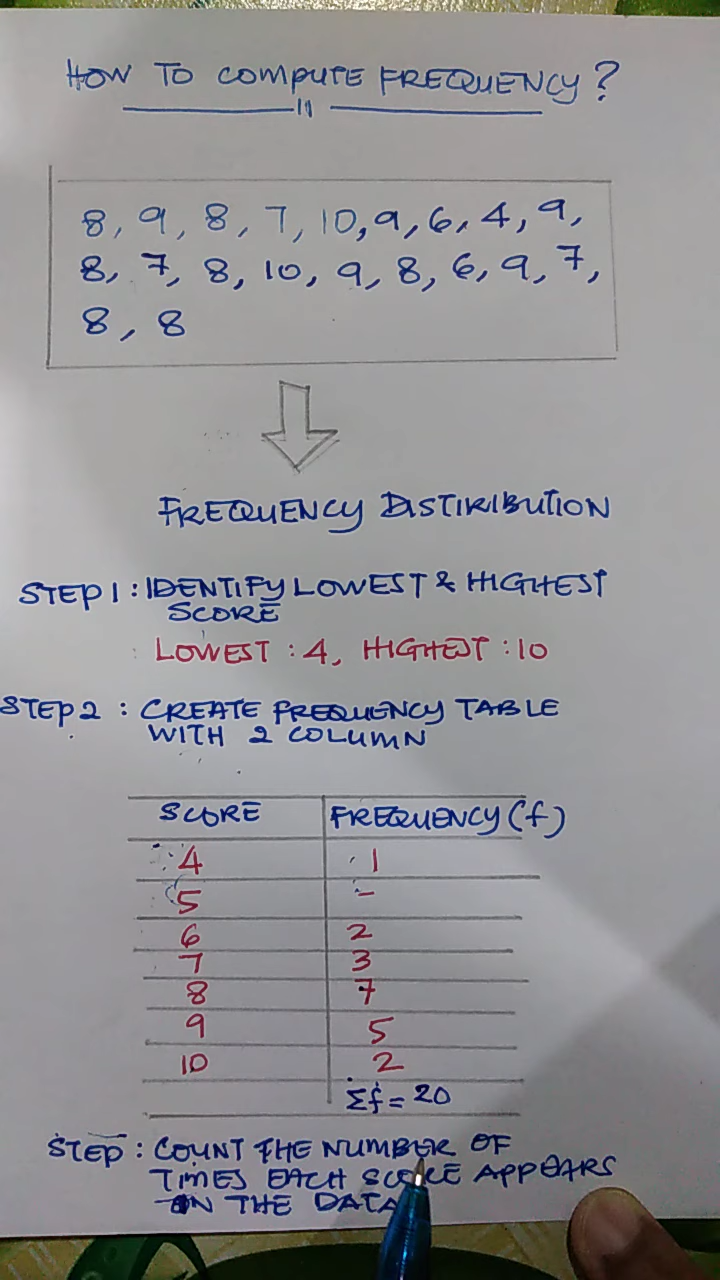 HOW TO COMPUTE FREQUENCY?
8, 9, 8, 7, 10, 9, 6, 4, 9,
8, 7, 8, 10, 9, 8, 6, 9, 7,
8, 8
FREQUENCY DISTIRIBUTION
STEP 1 : IDENTIFY LOWEST & HIGHEST
SCORE
: LOWEST : 4, HIGHEST : 10
STEP 2 : CREATE FREQUENCY TABLE
WITH 2 COLUMN
SCORE FREQUENCY (f)
4 1
5 -
6 2
7 3
8 7
9 5
10 2
Σf = 20
STEP : COUNT THE NUMBER OF
TIMES EACH SCORE APPEARS
IN THE DATA